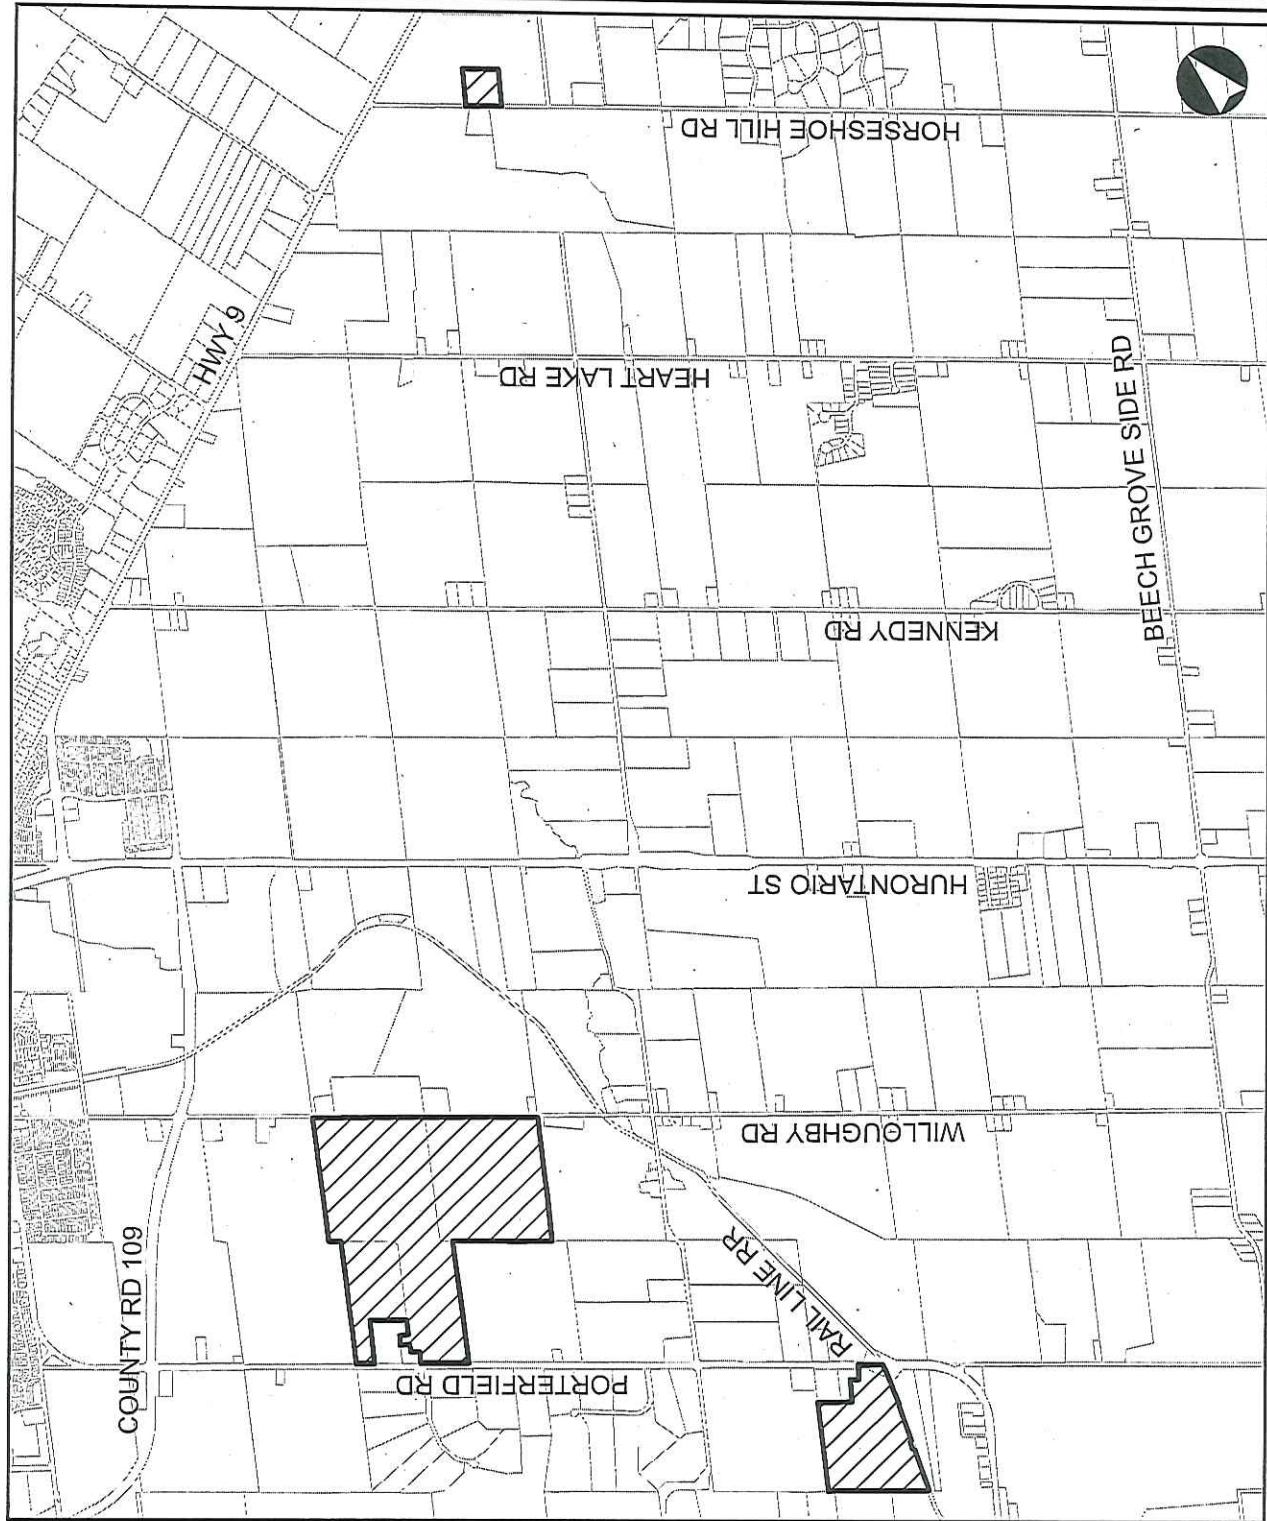 HORSESHOE HILL RD
HWY 9
HEART LAKE RD
BEECH GROVE SIDE RD
KENNEDY RD
HURONTARIO ST
WILLOUGHBY RD
RAIL LINE RR
COUNTY RD 109
PORTERFIELD RD